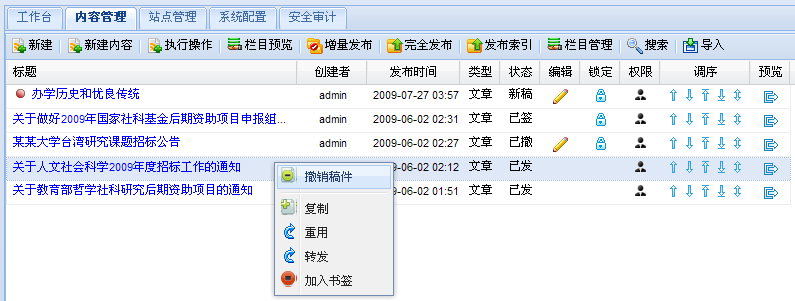 工作台 内容管理 站点管理 系统配置 安全审计
新建 新建内容 执行操作 栏目预览 增量发布 完全发布 发布索引 栏目管理 搜索 导入
标题 创建者 发布时间 类型 状态 编辑 锁定 权限 调序 预览
办学历史和优良传统 admin 2009-07-27 03:57 文章 新稿
关于做好2009年国家社科基金后期资助项目申报组... admin 2009-06-02 02:31 文章 已签
某某大学台湾研究课题招标公告 admin 2009-06-02 02:27 文章 已撤
关于人文社会科学2009年度招标工作的通知 2009-06-02 02:12 文章 已发
关于教育部哲学社科研究后期资助项目的通知 2009-06-02 01:51 文章 已发
撤销稿件
复制
重用
转发
加入书签